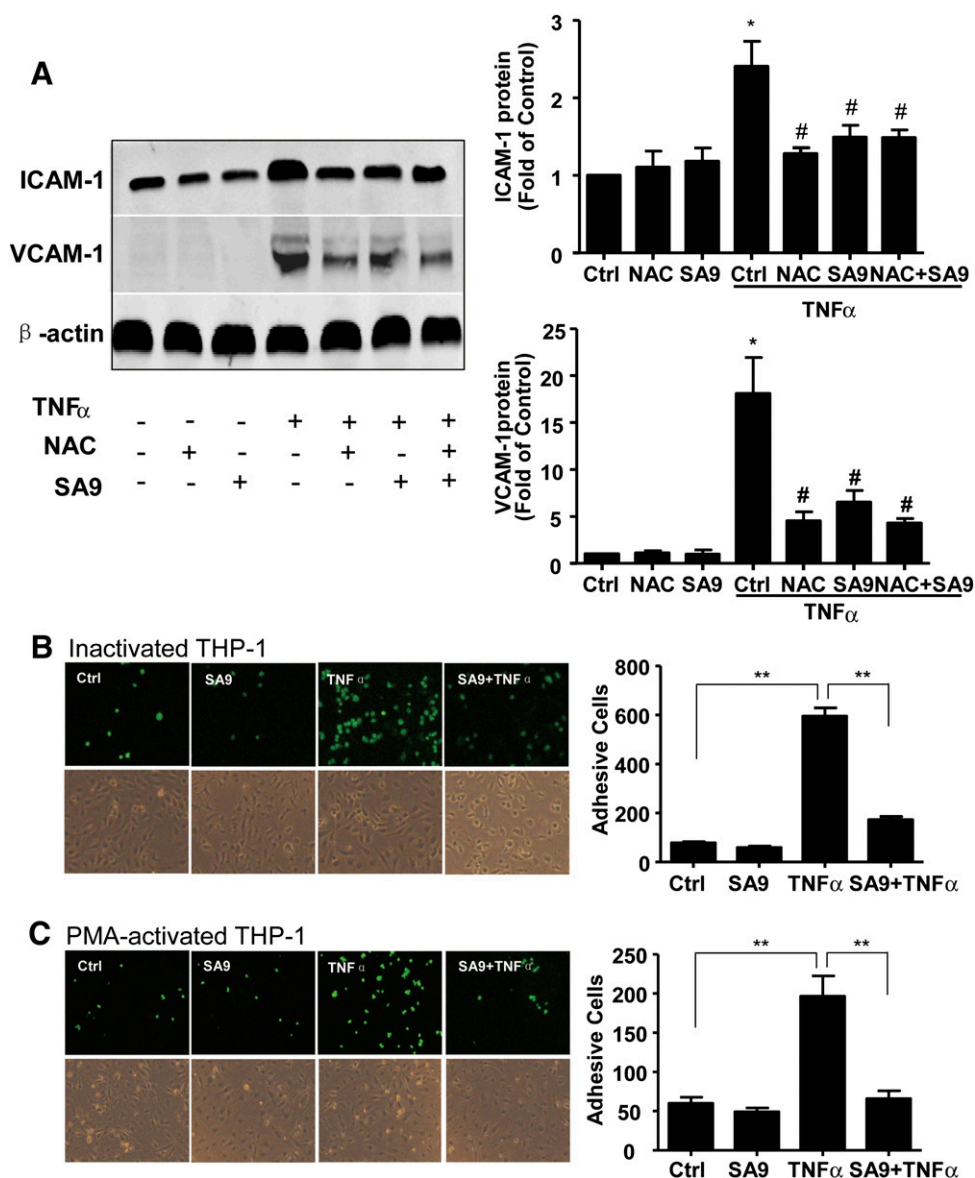 A
ICAM-1
VCAM-1
β -actin
TNFα - - - + + + +
NAC - + - - + - +
SA9 - - + - - + +
ICAM-1 protein
(Fold of Control)
3
2
1
0
Ctrl NAC SA9 Ctrl NAC SA9 NAC+SA9
TNFα
* # # #
VCAM-1protein
(Fold of Control)
25
20
15
10
5
0
Ctrl NAC SA9 Ctrl NAC SA9 NAC+SA9
TNFα
* # # #
B Inactivated THP-1
Ctrl SA9 TNF α SA9+TNF α
Adhesive Cells
800
600
400
200
0
** **
Ctrl SA9 TNFα SA9+TNFα
C PMA-activated THP-1
Ctrl SA9 TNF α SA9+TNF α
Adhesive Cells
250
200
150
100
50
0
** **
Ctrl SA9 TNFα SA9+TNFα